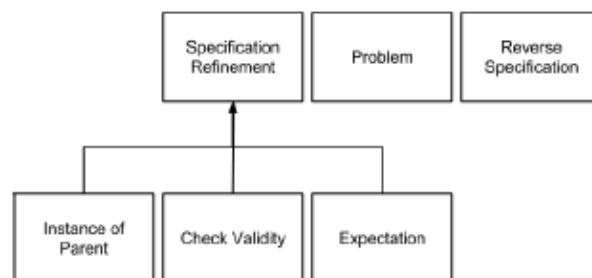 Specification
Refinement
Problem
Reverse
Specification
Instance of
Parent
Check Validity
Expectation